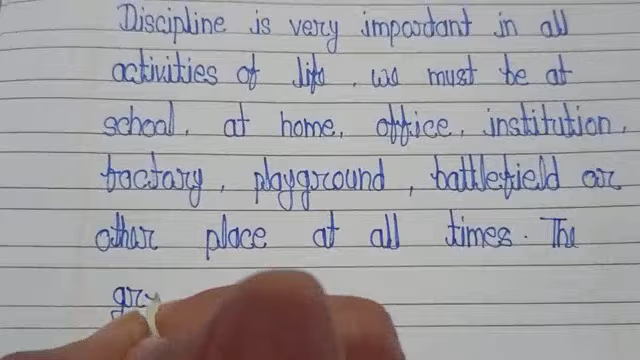 Discipline is very important in all
activities of life. we must be at
school, at home, office, institution,
factory, playground, battlefield or
other place at all times. The